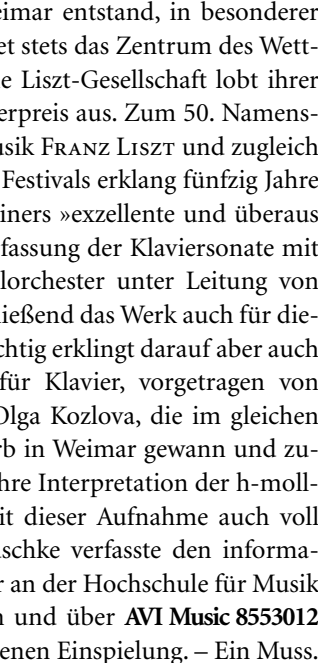 eimar entstand, in besonderer
et stets das Zentrum des Wett-
e Liszt-Gesellschaft lobt ihrer
erpreis aus. Zum 50. Namens-
usik Franz Liszt und zugleich
Festivals erklang fünfzig Jahre
iners »exzellente und überaus
fassung der Klaviersonate mit
lorchester unter Leitung von
ließend das Werk auch für die-
chtig erklingt darauf aber auch
für Klavier, vorgetragen von
Olga Kozlova, die im gleichen
rb in Weimar gewann und zu-
hre Interpretation der h-moll-
it dieser Aufnahme auch voll
schke verfasste den informa-
r an der Hochschule für Musik
n und über AVI Music 8553012
enen Einspielung. – Ein Muss.